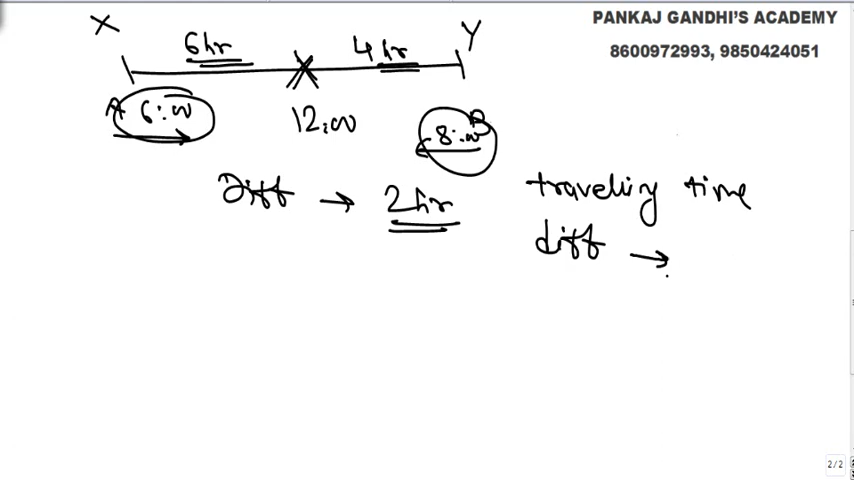 PANKAJ GANDHI'S ACADEMY
8600972993, 9850424051
X Y
6hr 4hr
A 6:00 12:00 8:00 B
Diff → 2hr
traveling time
diff →
2/2